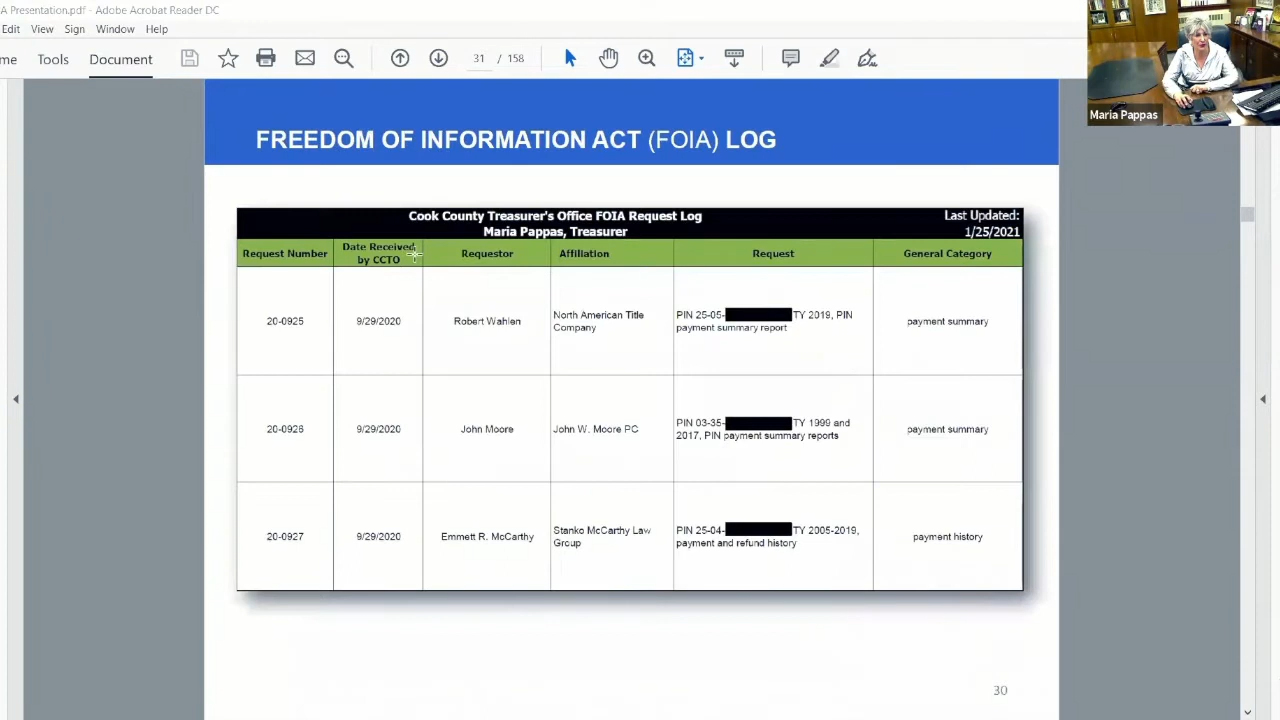 A Presentation.pdf - Adobe Acrobat Reader DC
Edit View Sign Window Help
me Tools Document 31 / 158
Maria Pappas
FREEDOM OF INFORMATION ACT (FOIA) LOG
Cook County Treasurer's Office FOIA Request Log
Maria Pappas, Treasurer
Last Updated:
1/25/2021
Request Number
Date Received
by CCTO
Requestor
Affiliation
Request
General Category
20-0925
9/29/2020
Robert Wahlen
North American Title
Company
PIN 25-05- TY 2019, PIN
payment summary report
payment summary
20-0926
9/29/2020
John Moore
John W. Moore PC
PIN 03-35- TY 1999 and
2017, PIN payment summary reports
payment summary
20-0927
9/29/2020
Emmett R. McCarthy
Stanko McCarthy Law
Group
PIN 25-04- TY 2005-2019,
payment and refund history
payment history
30